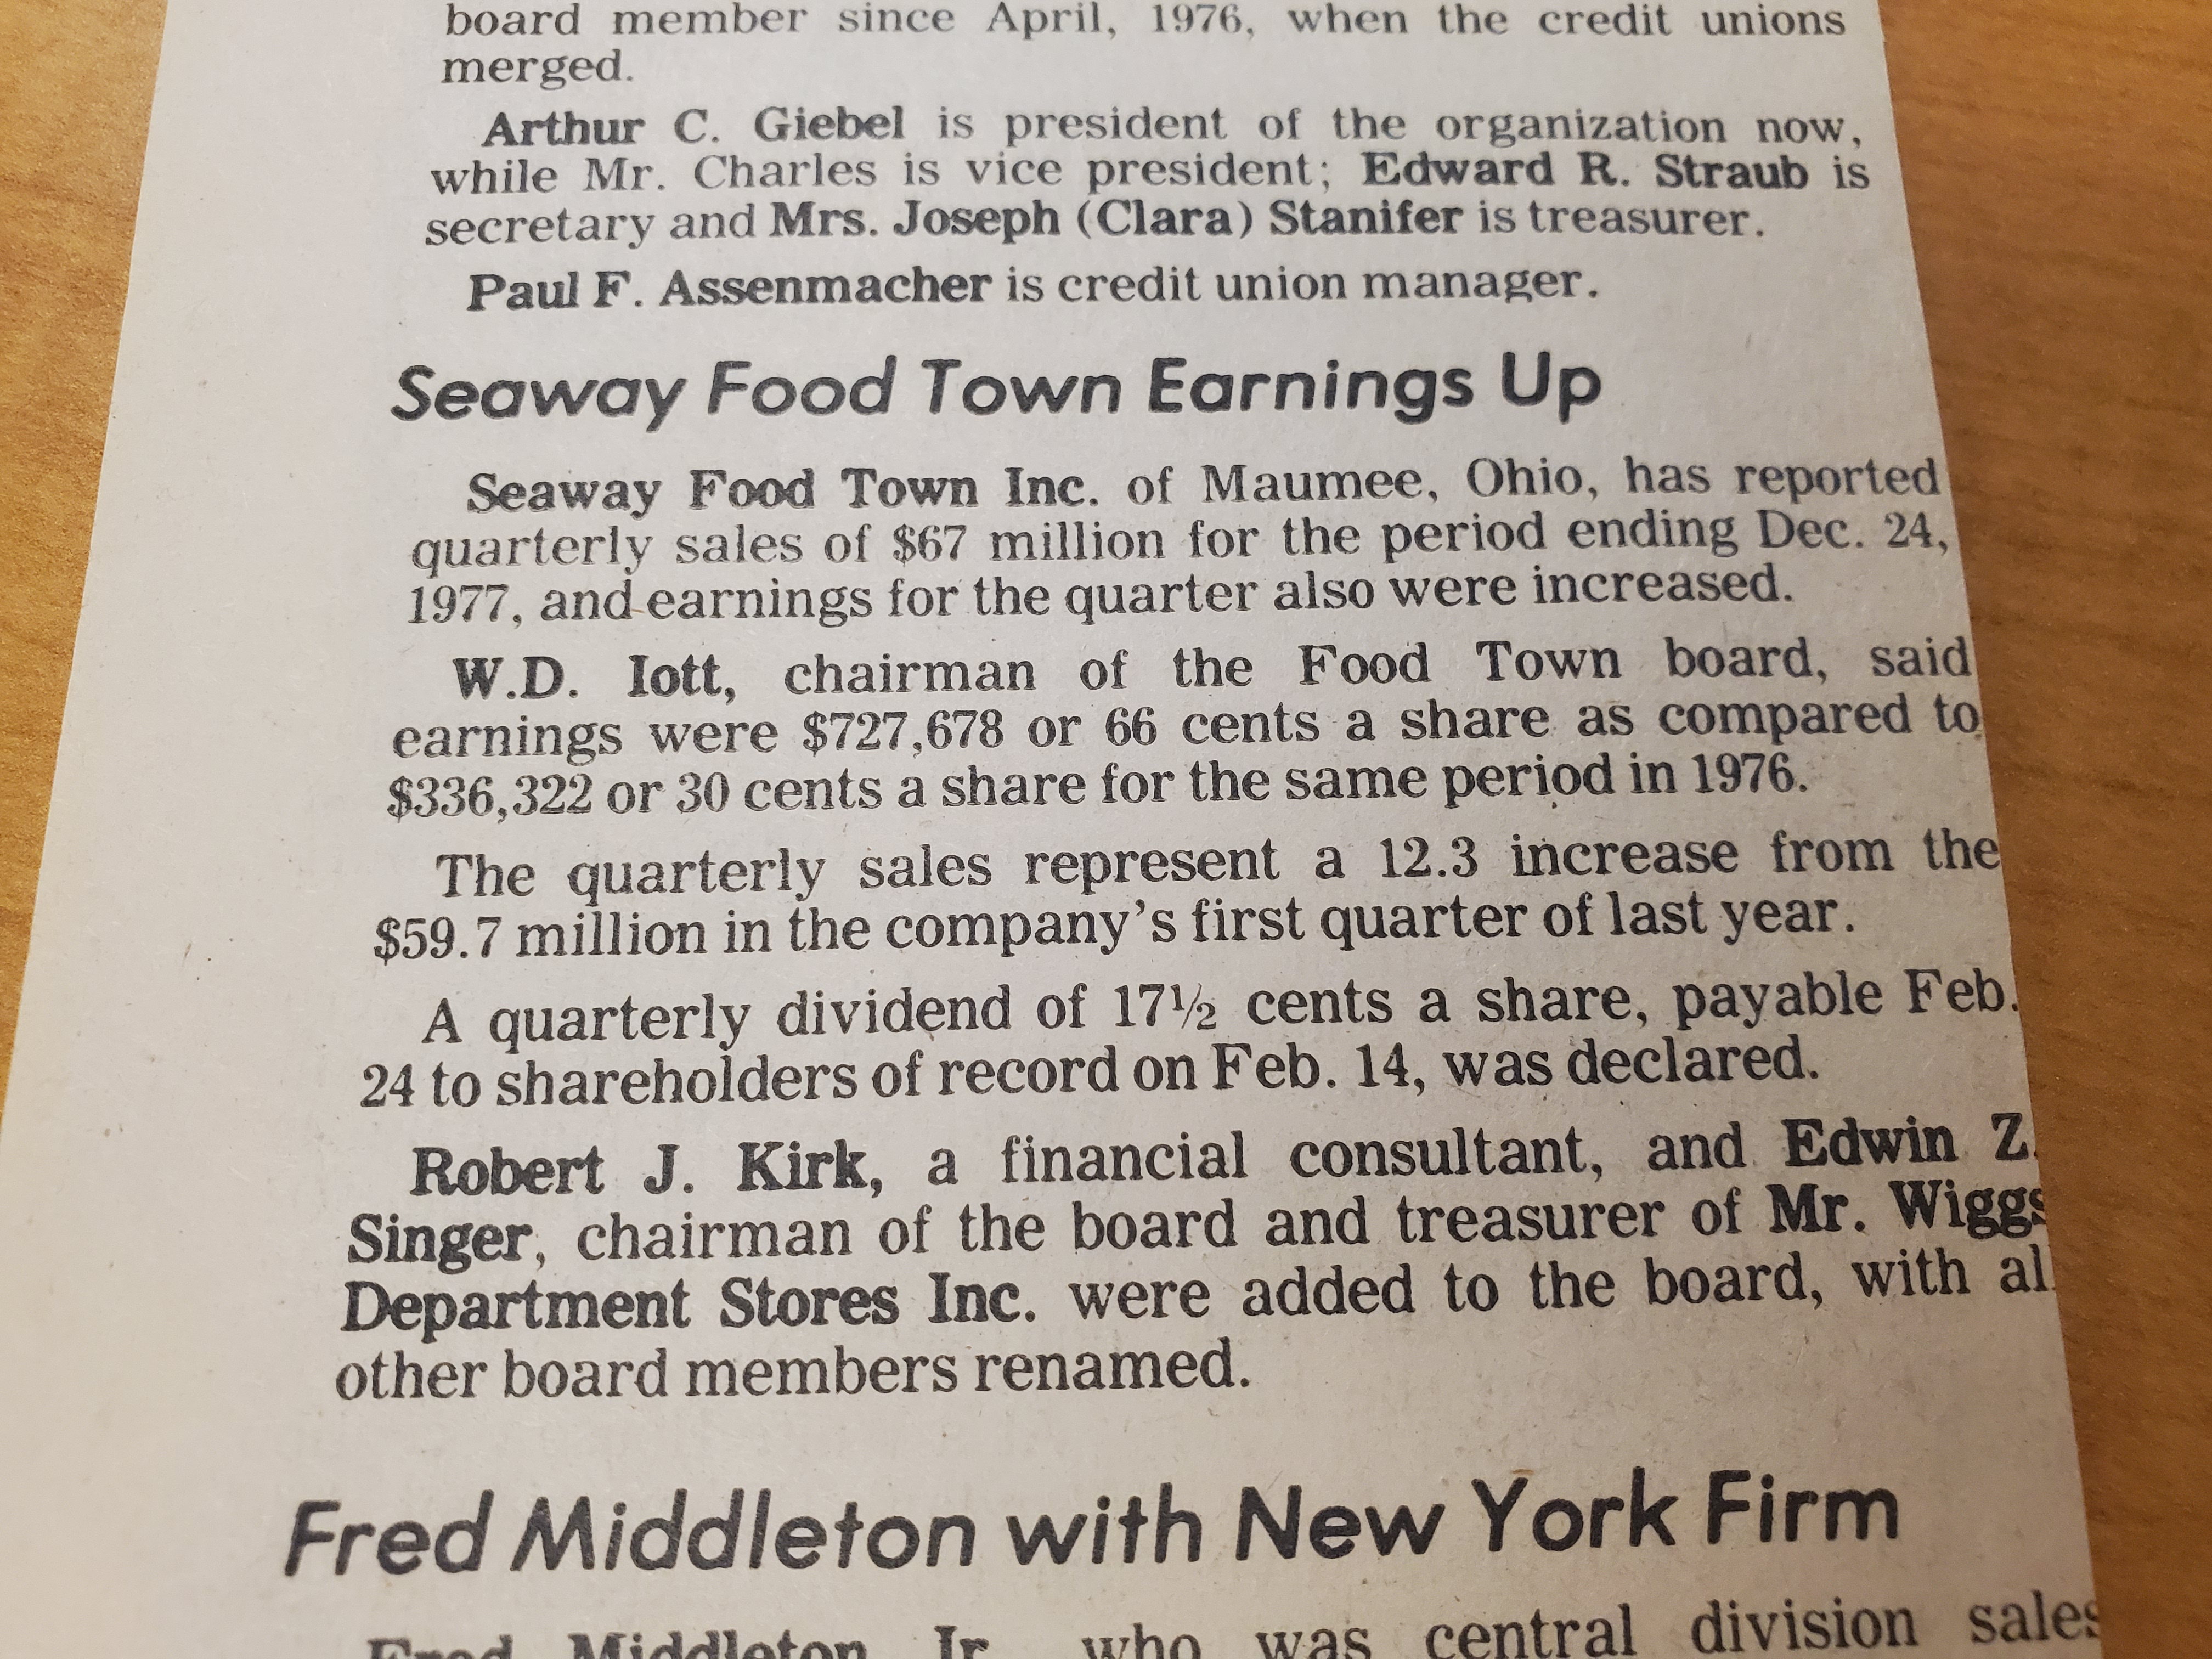 board member since April, 1976, when the credit unions
merged.
Arthur C. Giebel is president of the organization now,
while Mr. Charles is vice president; Edward R. Straub is
secretary and Mrs. Joseph (Clara) Stanifer is treasurer.
Paul F. Assenmacher is credit union manager.
Seaway Food Town Earnings Up
Seaway Food Town Inc. of Maumee, Ohio, has reported
quarterly sales of $67 million for the period ending Dec. 24,
1977, and earnings for the quarter also were increased.
W.D. Iott, chairman of the Food Town board, said
earnings were $727,678 or 66 cents a share as compared to
$336,322 or 30 cents a share for the same period in 1976.
The quarterly sales represent a 12.3 increase from the
$59.7 million in the company's first quarter of last year.
A quarterly dividend of 17½ cents a share, payable Feb.
24 to shareholders of record on Feb. 14, was declared.
Robert J. Kirk, a financial consultant, and Edwin Z.
Singer, chairman of the board and treasurer of Mr. Wiggs
Department Stores Inc. were added to the board, with al
other board members renamed.
Fred Middleton with New York Firm
Fred Middleton Jr. who was central division sales